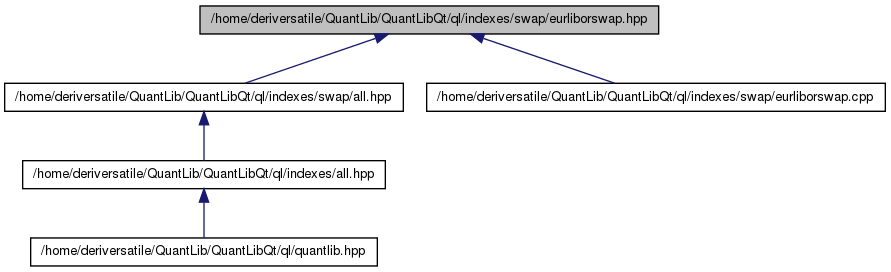 /home/deriversatile/QuantLib/QuantLibQt/ql/indexes/swap/eurliborswap.hpp
/home/deriversatile/QuantLib/QuantLibQt/ql/indexes/swap/all.hpp
/home/deriversatile/QuantLib/QuantLibQt/ql/indexes/swap/eurliborswap.cpp
/home/deriversatile/QuantLib/QuantLibQt/ql/indexes/all.hpp
/home/deriversatile/QuantLib/QuantLibQt/ql/quantlib.hpp